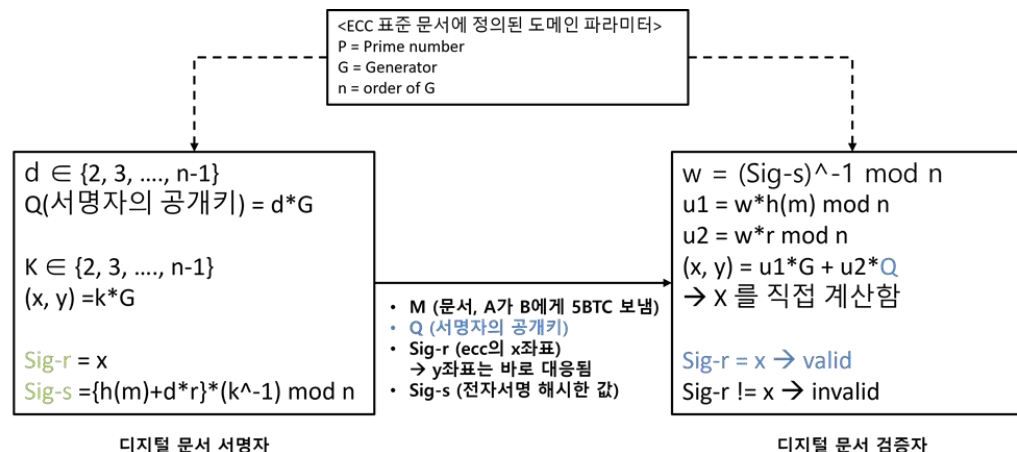 <ECC 표준 문서에 정의된 도메인 파라미터>
P = Prime number
G = Generator
n = order of G
d ∈ {2, 3, ...., n-1}
Q(서명자의 공개키) = d*G
K ∈ {2, 3, ...., n-1}
(x, y) =k*G
Sig-r = x
Sig-s ={h(m)+d*r}*(k^-1) mod n
디지털 문서 서명자
• M (문서, A가 B에게 5BTC 보냄)
• Q (서명자의 공개키)
• Sig-r (ecc의 x좌표)
→ y좌표는 바로 대응됨
• Sig-s (전자서명 해시한 값)
w = (Sig-s)^-1 mod n
u1 = w*h(m) mod n
u2 = w*r mod n
(x, y) = u1*G + u2*Q
→ X 를 직접 계산함
Sig-r = x → valid
Sig-r != x → invalid
디지털 문서 검증자